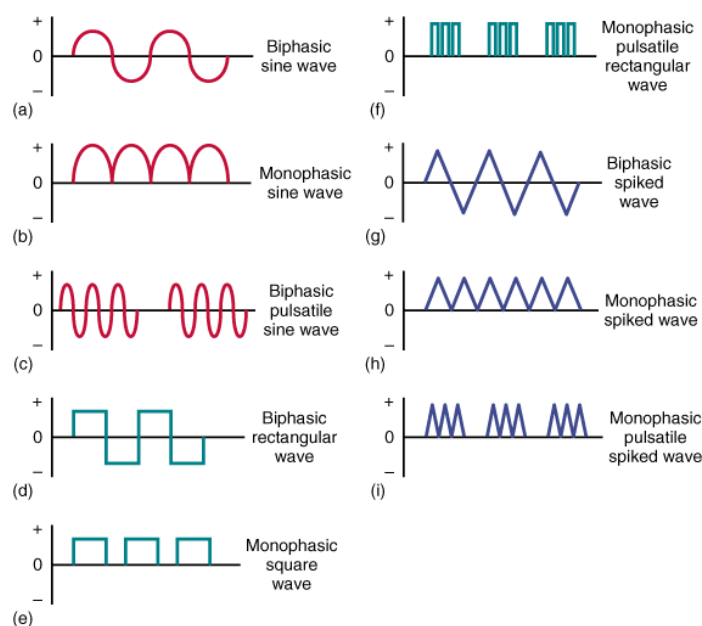 +
0
−
Biphasic
sine wave
(a)
+
0
−
Monophasic
sine wave
(b)
+
0
−
Biphasic
pulsatile
sine wave
(c)
+
0
−
Biphasic
rectangular
wave
(d)
+
0
−
Monophasic
square
wave
(e)
+
0
−
Monophasic
pulsatile
rectangular
wave
(f)
+
0
−
Biphasic
spiked
wave
(g)
+
0
−
Monophasic
spiked wave
(h)
+
0
−
Monophasic
pulsatile
spiked wave
(i)